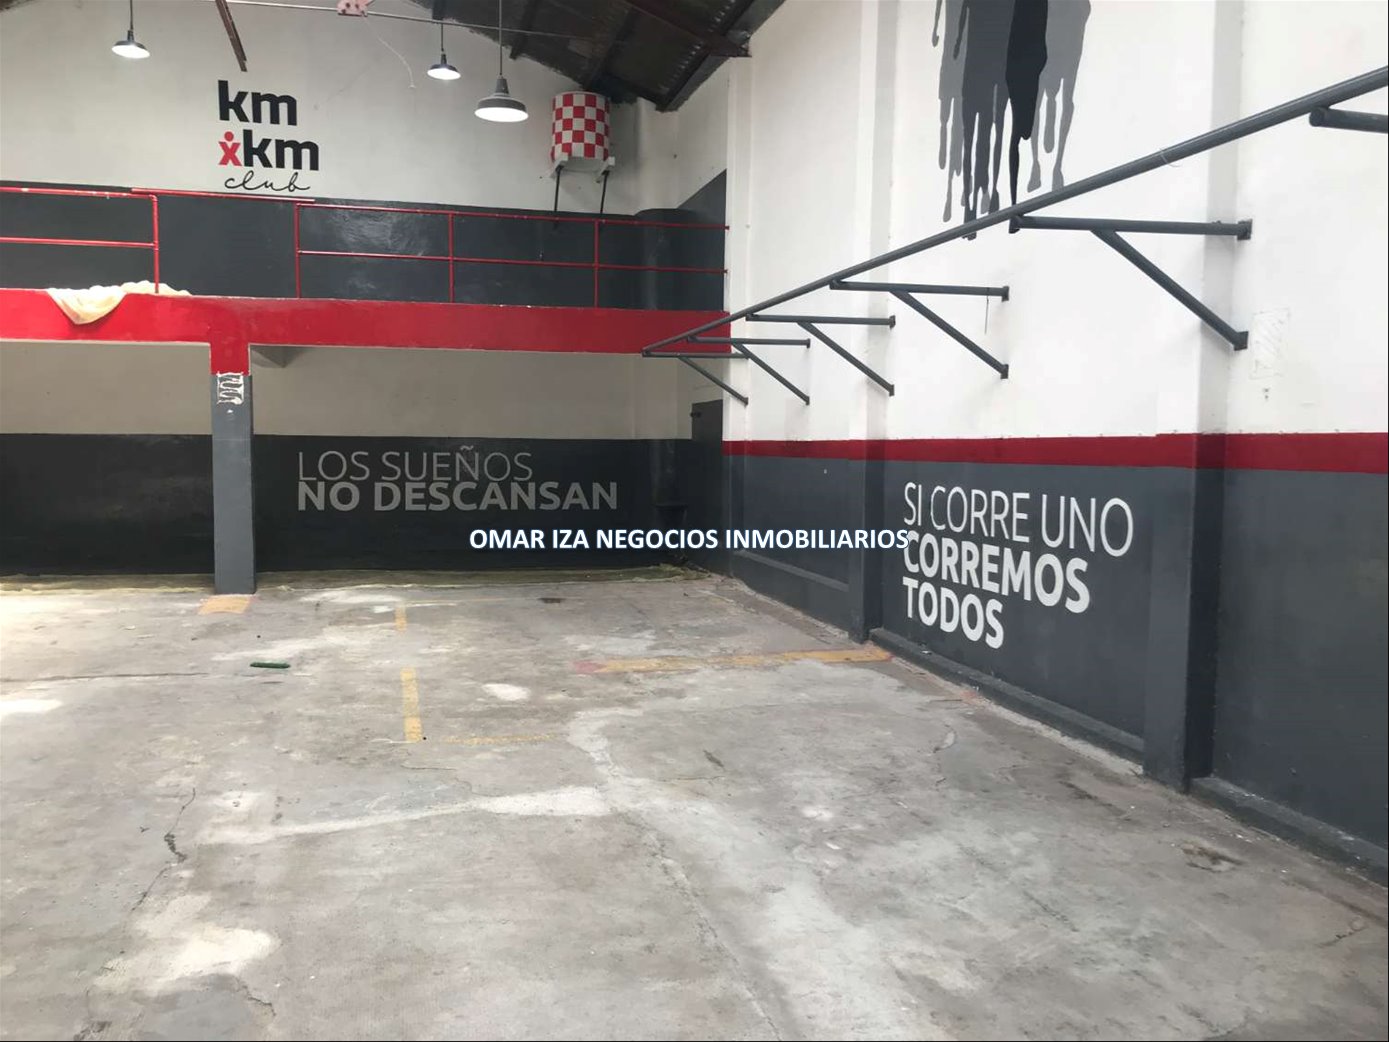 km
xkm
club
LOS SUEÑOS
NO DESCANSAN
OMAR IZA NEGOCIOS INMOBILIARIOS
SI CORRE UNO
CORREMOS
TODOS